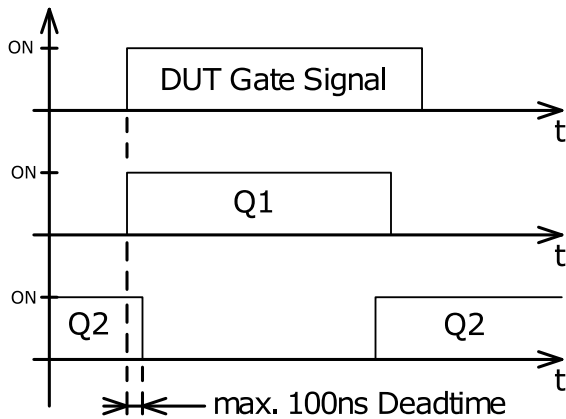 ON
DUT Gate Signal
t
ON
Q1
t
ON
Q2
Q2
t
max. 100ns Deadtime